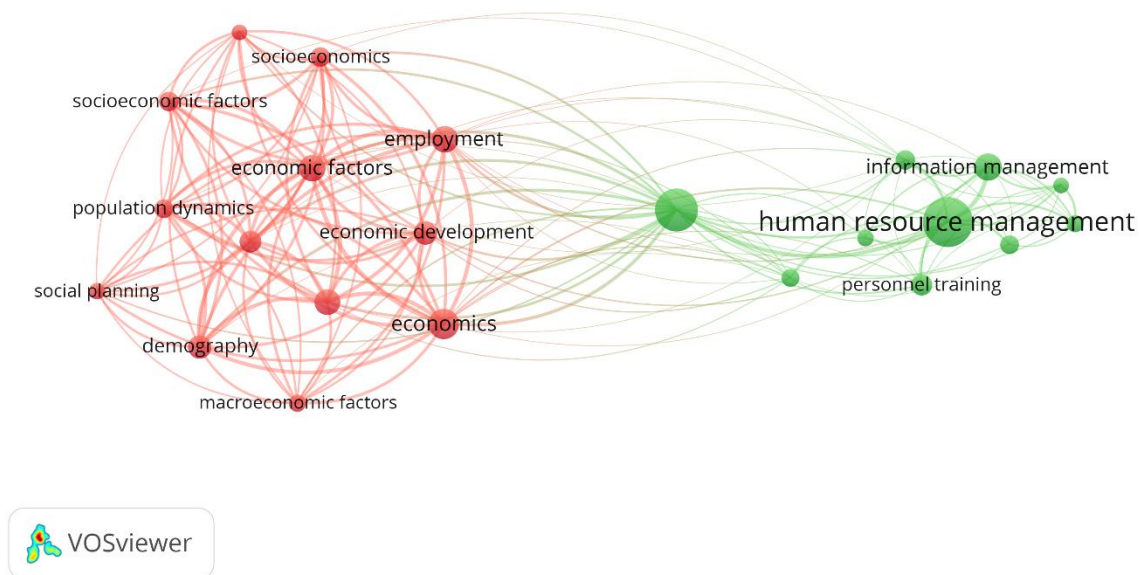 socioeconomics
socioeconomic factors
employment
economic factors
information management
population dynamics
human resource management
economic development
personnel training
social planning
economics
demography
macroeconomic factors
VOSviewer